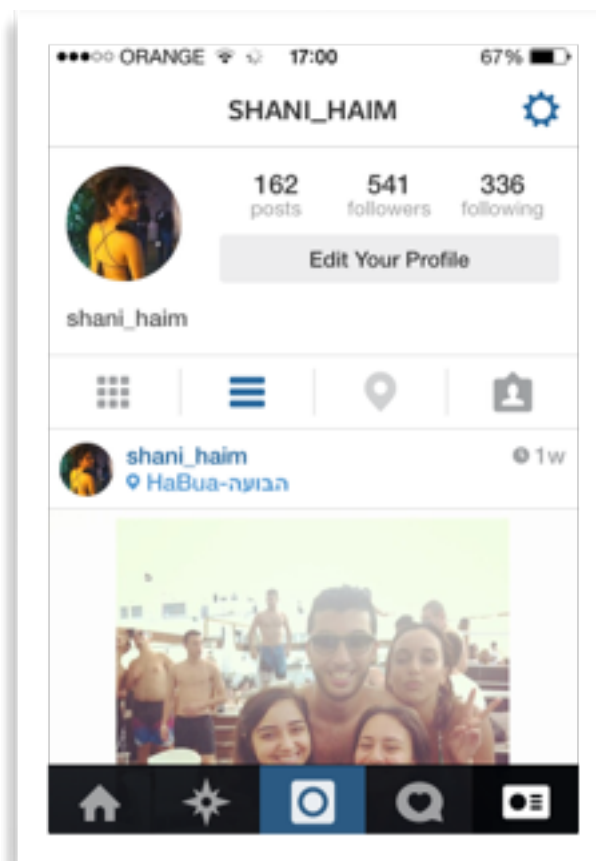 ORANGE 17:00 67%
SHANI_HAIM
162 541 336
posts followers following
Edit Your Profile
shani_haim
shani_haim 1w
HaBua-הבועה